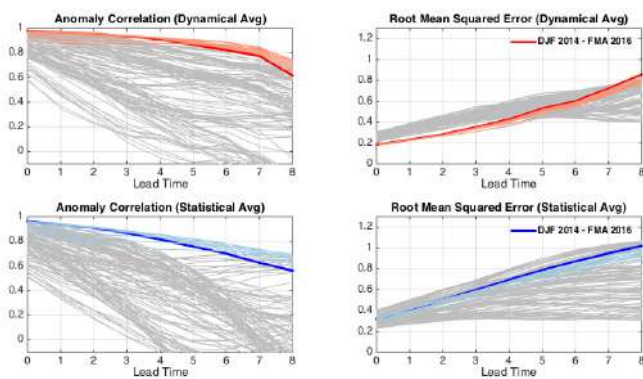 Anomaly Correlation (Dynamical Avg)
1
0.8
0.6
0.4
0.2
0
0 1 2 3 4 5 6 7 8
Lead Time
Root Mean Squared Error (Dynamical Avg)
DJF 2014 - FMA 2016
1.2
1
0.8
0.6
0.4
0.2
0
0 1 2 3 4 5 6 7 8
Lead Time
Anomaly Correlation (Statistical Avg)
1
0.8
0.6
0.4
0.2
0
0 1 2 3 4 5 6 7 8
Lead Time
Root Mean Squared Error (Statistical Avg)
DJF 2014 - FMA 2016
1.2
1
0.8
0.6
0.4
0.2
0
0 1 2 3 4 5 6 7 8
Lead Time